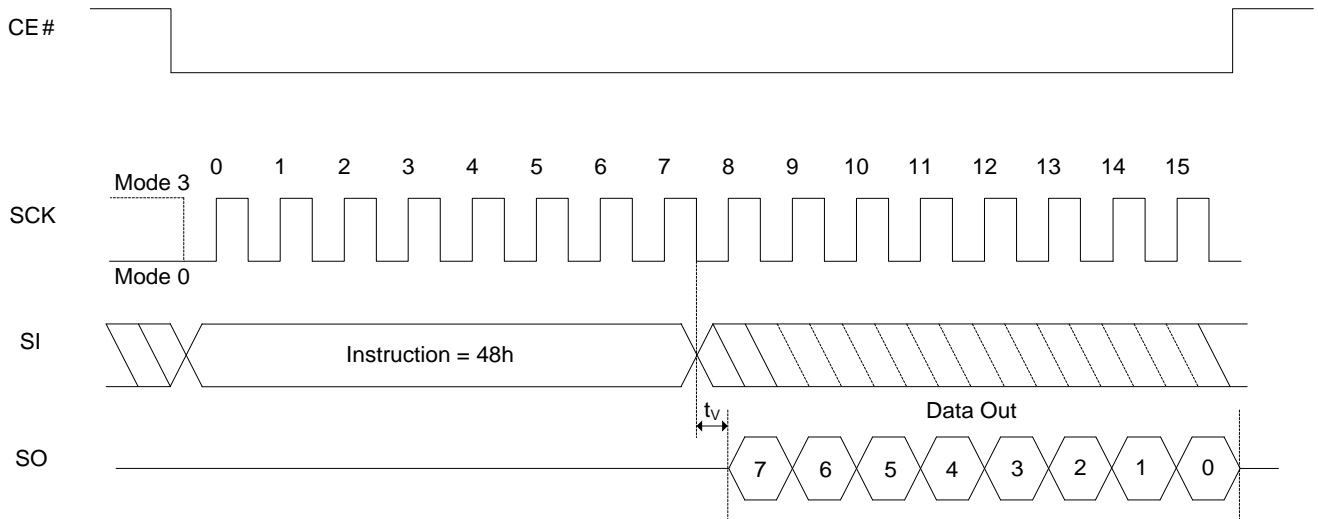 CE#
0 1 2 3 4 5 6 7 8 9 10 11 12 13 14 15
Mode 3
SCK
Mode 0
SI
Instruction = 48h
tV
Data Out
SO
7 6 5 4 3 2 1 0